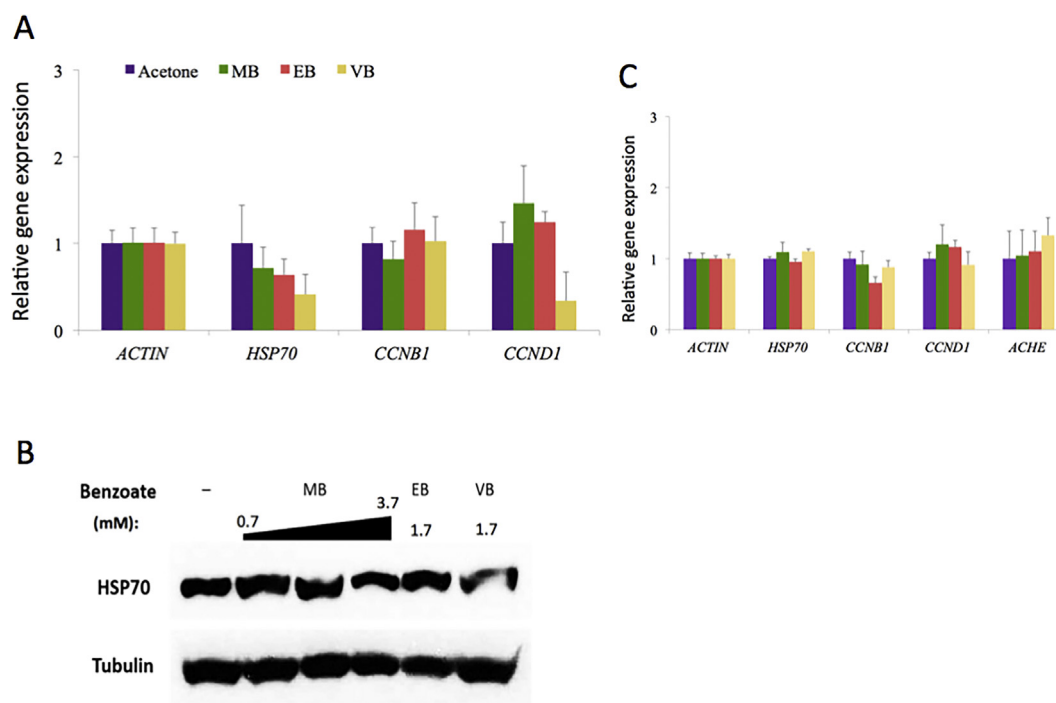 A
Relative gene expression
3
2
1
0
Acetone MB EB VB
ACTIN HSP70 CCNB1 CCND1
C
Relative gene expression
3
2
1
0
ACTIN HSP70 CCNB1 CCND1 ACHE
B
Benzoate – MB EB VB
(mM): 0.7 3.7 1.7 1.7
HSP70
Tubulin